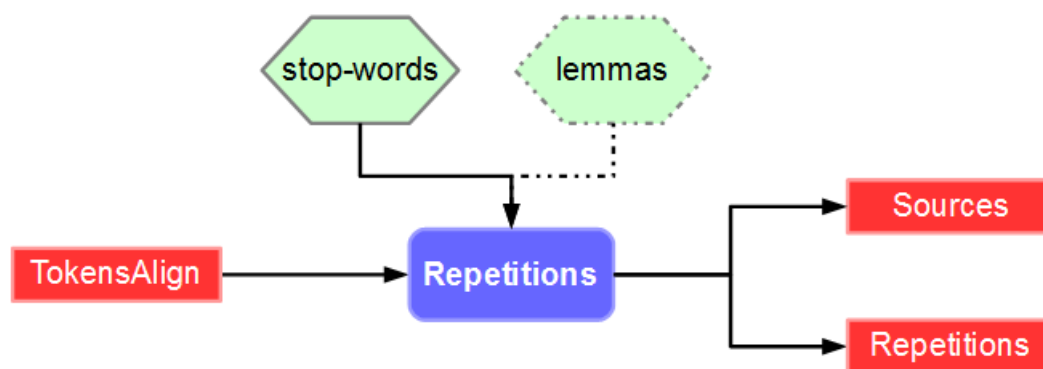 stop-words
lemmas
Sources
TokensAlign
Repetitions
Repetitions